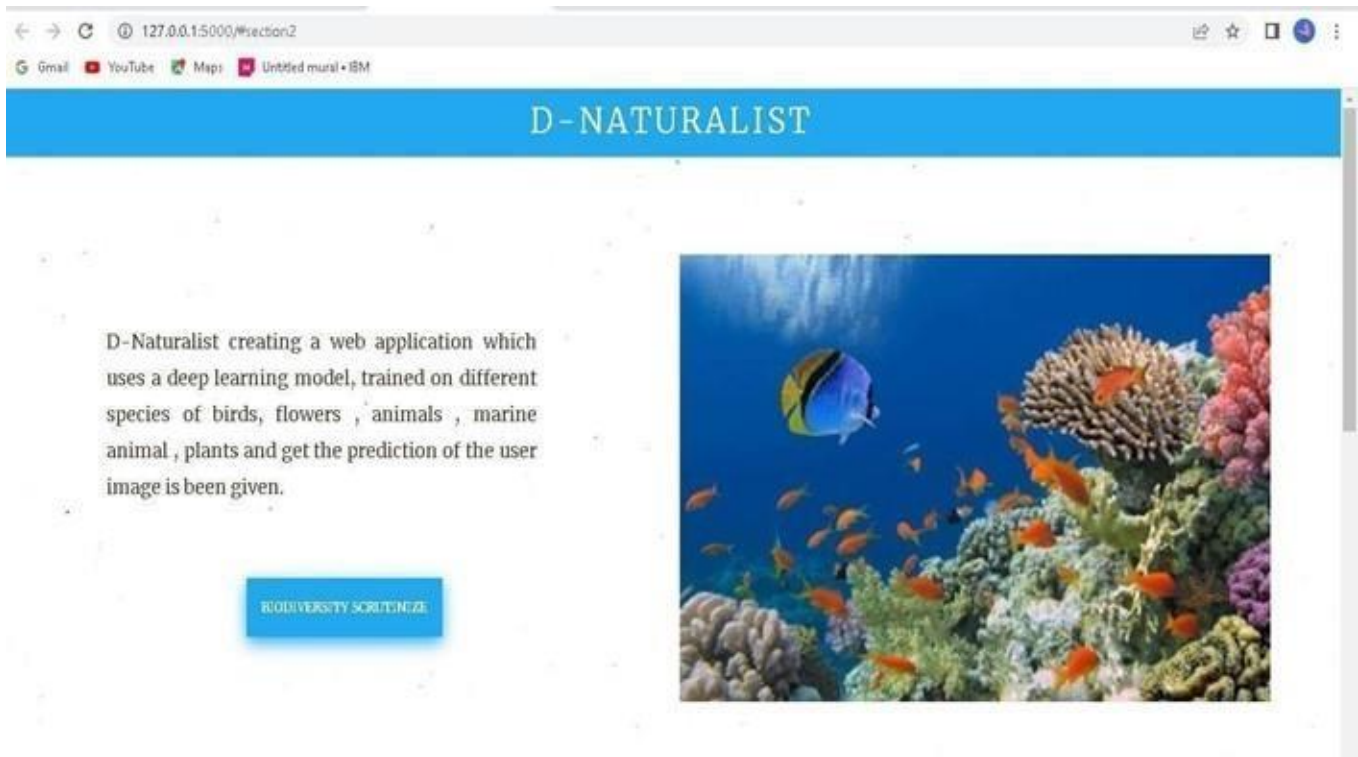 127.0.0.1:5000/#section2
G Gmail YouTube Maps Untitled mural • IBM
D-NATURALIST
D-Naturalist creating a web application which
uses a deep learning model, trained on different
species of birds, flowers , animals , marine
animal , plants and get the prediction of the user
image is been given.
BIODIVERSITY SCRUTINIZE